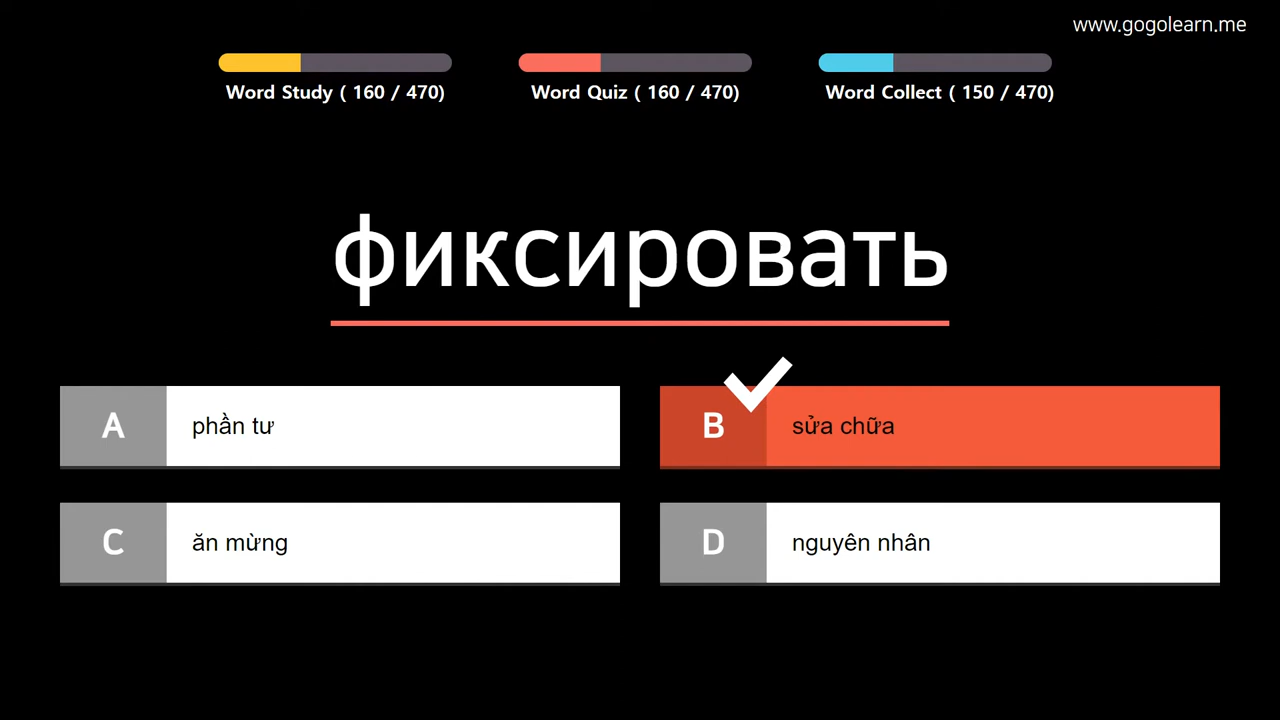 www.gogolearn.me
Word Study ( 160 / 470)
Word Quiz ( 160 / 470)
Word Collect ( 150 / 470)
фиксировать
A phần tư
B sửa chữa
C ăn mừng
D nguyên nhân